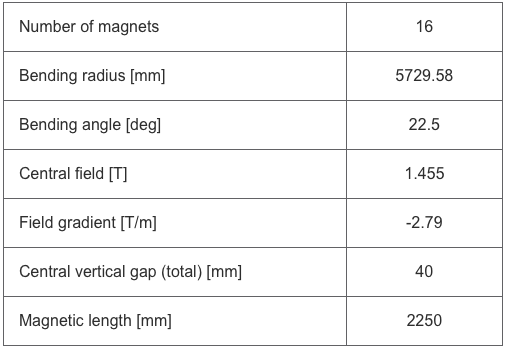 Number of magnets 16
Bending radius [mm] 5729.58
Bending angle [deg] 22.5
Central field [T] 1.455
Field gradient [T/m] -2.79
Central vertical gap (total) [mm] 40
Magnetic length [mm] 2250